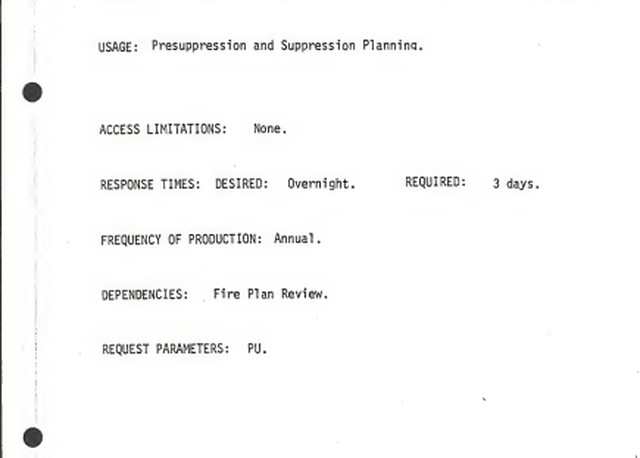 USAGE: Presuppression and Suppression Planning.
ACCESS LIMITATIONS: None.
RESPONSE TIMES: DESIRED: Overnight. REQUIRED: 3 days.
FREQUENCY OF PRODUCTION: Annual.
DEPENDENCIES: Fire Plan Review.
REQUEST PARAMETERS: PU.